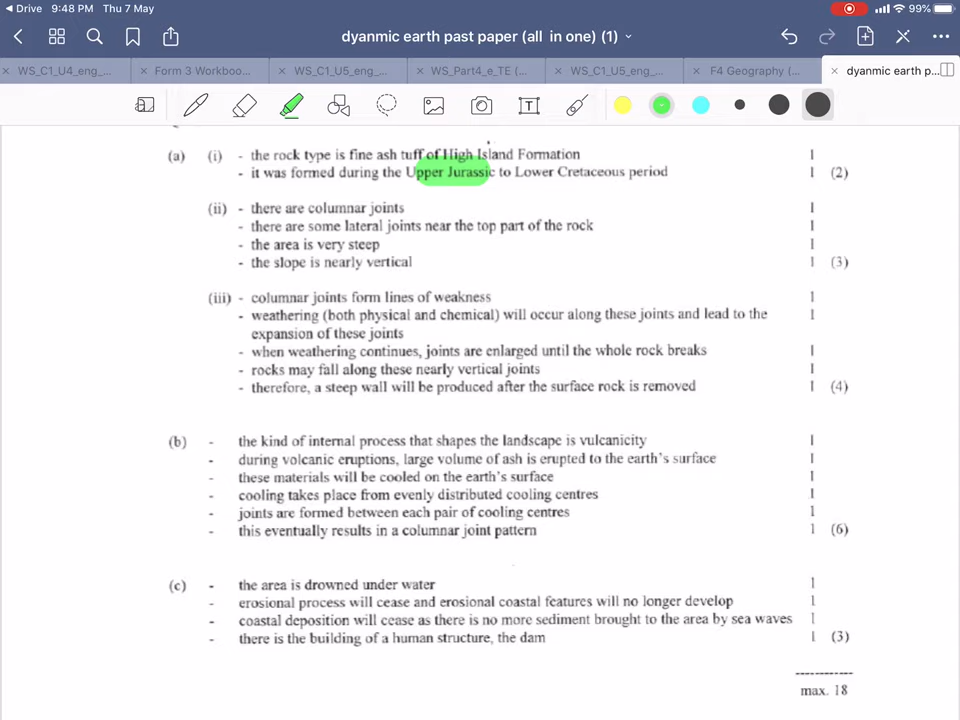 Drive 9:48 PM Thu 7 May 99%
dyanmic earth past paper (all in one) (1)
WS_C1_U4_eng_... Form 3 Workboo... WS_C1_U5_eng_... WS_Part4_e_TE (... WS_C1_U5_eng_... F4 Geography (... dyanmic earth p...
(a) (i) - the rock type is fine ash tuff of High Island Formation 1
- it was formed during the Upper Jurassic to Lower Cretaceous period 1 (2)
(ii) - there are columnar joints 1
- there are some lateral joints near the top part of the rock 1
- the area is very steep 1
- the slope is nearly vertical 1 (3)
(iii) - columnar joints form lines of weakness 1
- weathering (both physical and chemical) will occur along these joints and lead to the 1
expansion of these joints
- when weathering continues, joints are enlarged until the whole rock breaks 1
- rocks may fall along these nearly vertical joints 1
- therefore, a steep wall will be produced after the surface rock is removed 1 (4)
(b) - the kind of internal process that shapes the landscape is vulcanicity 1
- during volcanic eruptions, large volume of ash is erupted to the earth's surface 1
- these materials will be cooled on the earth's surface 1
- cooling takes place from evenly distributed cooling centres 1
- joints are formed between each pair of cooling centres 1
- this eventually results in a columnar joint pattern 1 (6)
(c) - the area is drowned under water 1
- erosional process will cease and erosional coastal features will no longer develop 1
- coastal deposition will cease as there is no more sediment brought to the area by sea waves 1
- there is the building of a human structure, the dam 1 (3)
max. 18